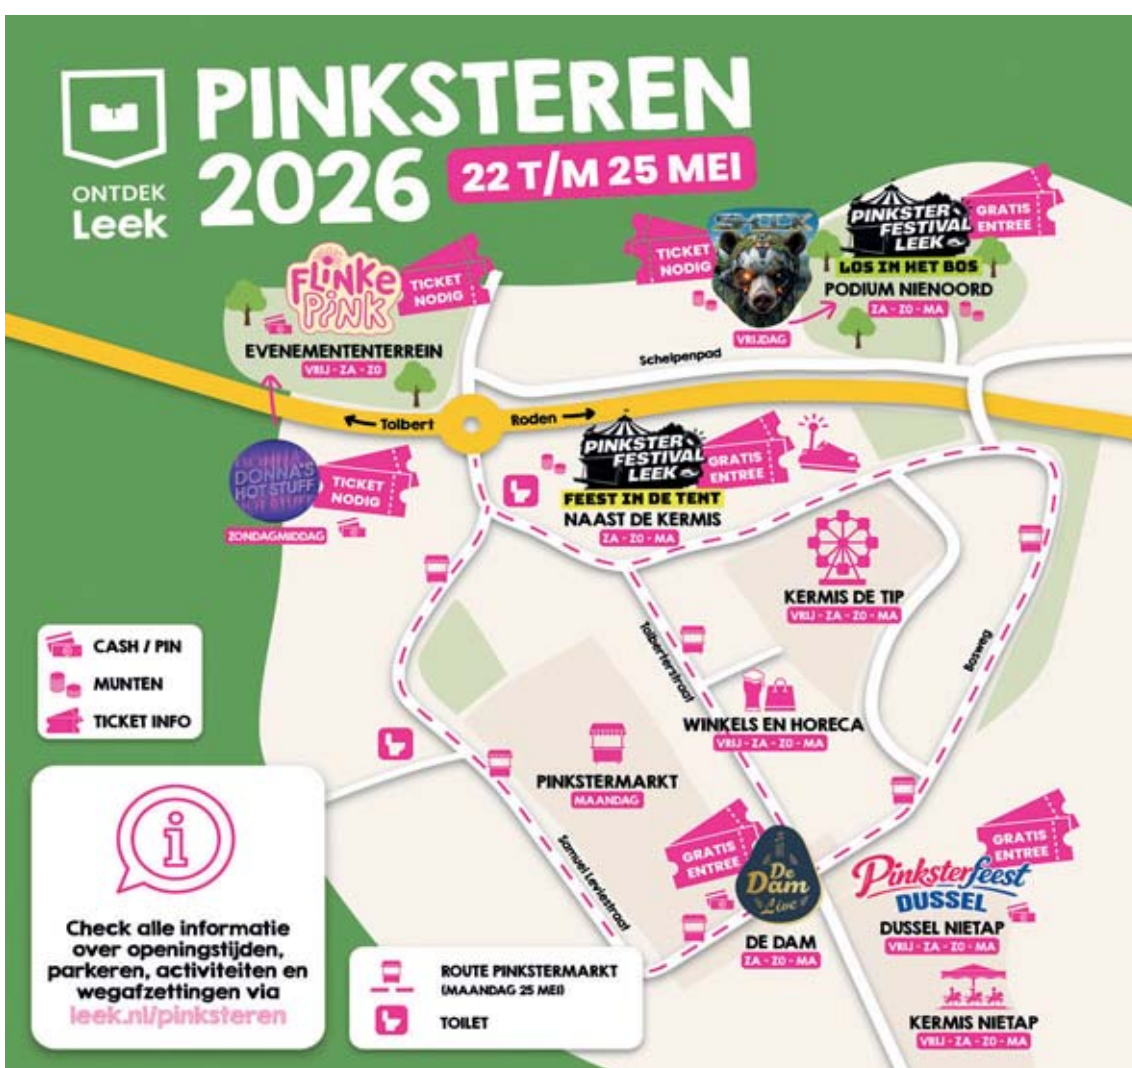 PINKSTEREN
2026
22 T/M 25 MEI
ONTDEK
Leek
FLINKE
PINK
TICKET
NODIG
EVENEMENTENTERREIN
VRIJ - ZA - ZO
TICKET
NODIG
VRIJDAG
PINKSTER
FESTIVAL
LEEK
GRATIS
ENTREE
LOS IN HET BOS
PODIUM NIENOORD
ZA - ZO - MA
Schelpenpad
Tolbert
Roden
DONNA'S
HOT STUFF
TICKET
NODIG
ZONDAGMIDDAG
PINKSTER
FESTIVAL
LEEK
GRATIS
ENTREE
FEEST IN DE TENT
NAAST DE KERMIS
ZA - ZO - MA
KERMIS DE TIP
VRIJ - ZA - ZO - MA
Tolberterstraat
Bosweg
CASH / PIN
MUNTEN
TICKET INFO
WINKELS EN HORECA
VRIJ - ZA - ZO - MA
PINKSTERMARKT
MAANDAG
Samuel Leviestraat
GRATIS
ENTREE
De
Dam
Live
DE DAM
ZA - ZO - MA
GRATIS
ENTREE
Pinksterfeest
DUSSEL
DUSSEL NIETAP
VRIJ - ZA - ZO - MA
KERMIS NIETAP
VRIJ - ZA - ZO - MA
Check alle informatie
over openingstijden,
parkeren, activiteiten en
wegafzettingen via
leek.nl/pinksteren
ROUTE PINKSTERMARKT
(MAANDAG 25 MEI)
TOILET